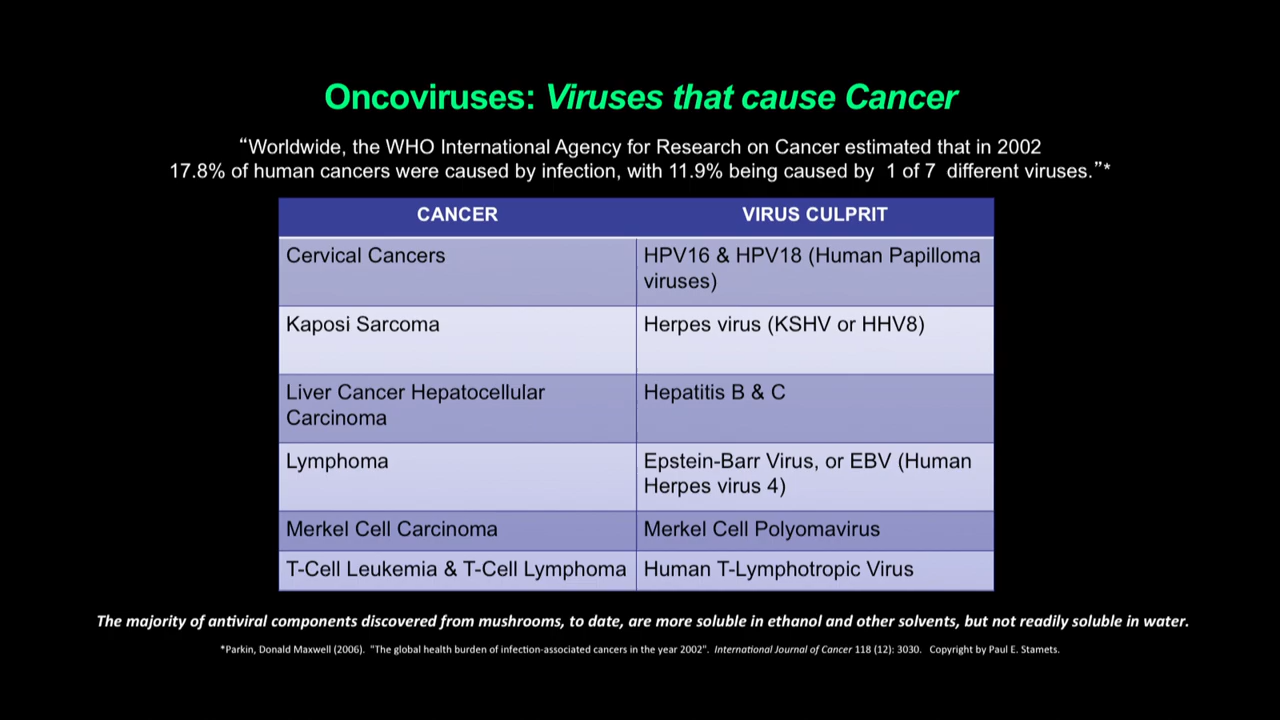 Oncoviruses: Viruses that cause Cancer
“Worldwide, the WHO International Agency for Research on Cancer estimated that in 2002
17.8% of human cancers were caused by infection, with 11.9% being caused by  1 of 7  different viruses.”*
CANCER
VIRUS CULPRIT
Cervical Cancers
HPV16 & HPV18 (Human Papilloma
viruses)
Kaposi Sarcoma
Herpes virus (KSHV or HHV8)
Liver Cancer Hepatocellular
Carcinoma
Hepatitis B & C
Lymphoma
Epstein-Barr Virus, or EBV (Human
Herpes virus 4)
Merkel Cell Carcinoma
Merkel Cell Polyomavirus
T-Cell Leukemia & T-Cell Lymphoma
Human T-Lymphotropic Virus
The majority of antiviral components discovered from mushrooms, to date, are more soluble in ethanol and other solvents, but not readily soluble in water.
*Parkin, Donald Maxwell (2006).  "The global health burden of infection-associated cancers in the year 2002".  International Journal of Cancer 118 (12): 3030.   Copyright by Paul E. Stamets.